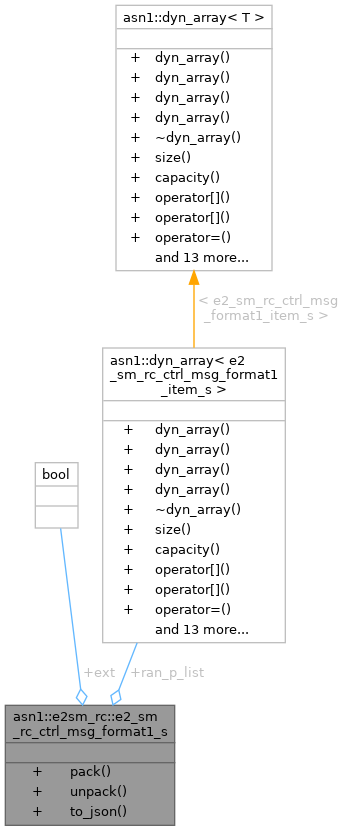 asn1::dyn_array< T >
+ dyn_array()
+ dyn_array()
+ dyn_array()
+ dyn_array()
+ ~dyn_array()
+ size()
+ capacity()
+ operator[]()
+ operator[]()
+ operator=()
and 13 more...
< e2_sm_rc_ctrl_msg
_format1_item_s >
asn1::dyn_array< e2
_sm_rc_ctrl_msg_format1
_item_s >
+ dyn_array()
+ dyn_array()
+ dyn_array()
+ dyn_array()
+ ~dyn_array()
+ size()
+ capacity()
+ operator[]()
+ operator[]()
+ operator=()
and 13 more...
bool
+ext
+ran_p_list
asn1::e2sm_rc::e2_sm
_rc_ctrl_msg_format1_s
+ pack()
+ unpack()
+ to_json()